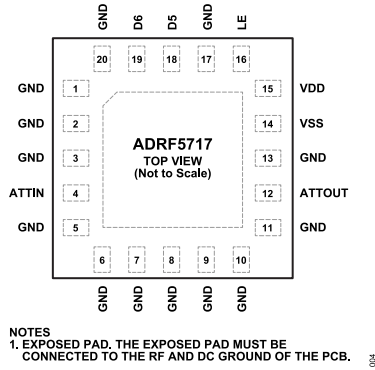 GND D6 D5 GND LE
20 19 18 17 16
GND 1 15 VDD
GND 2 14 VSS
GND 3 13 GND
ATTIN 4 12 ATTOUT
GND 5 11 GND
ADRF5717
TOP VIEW
(Not to Scale)
6 7 8 9 10
GND GND GND GND GND
NOTES
1. EXPOSED PAD. THE EXPOSED PAD MUST BE
CONNECTED TO THE RF AND DC GROUND OF THE PCB.
004